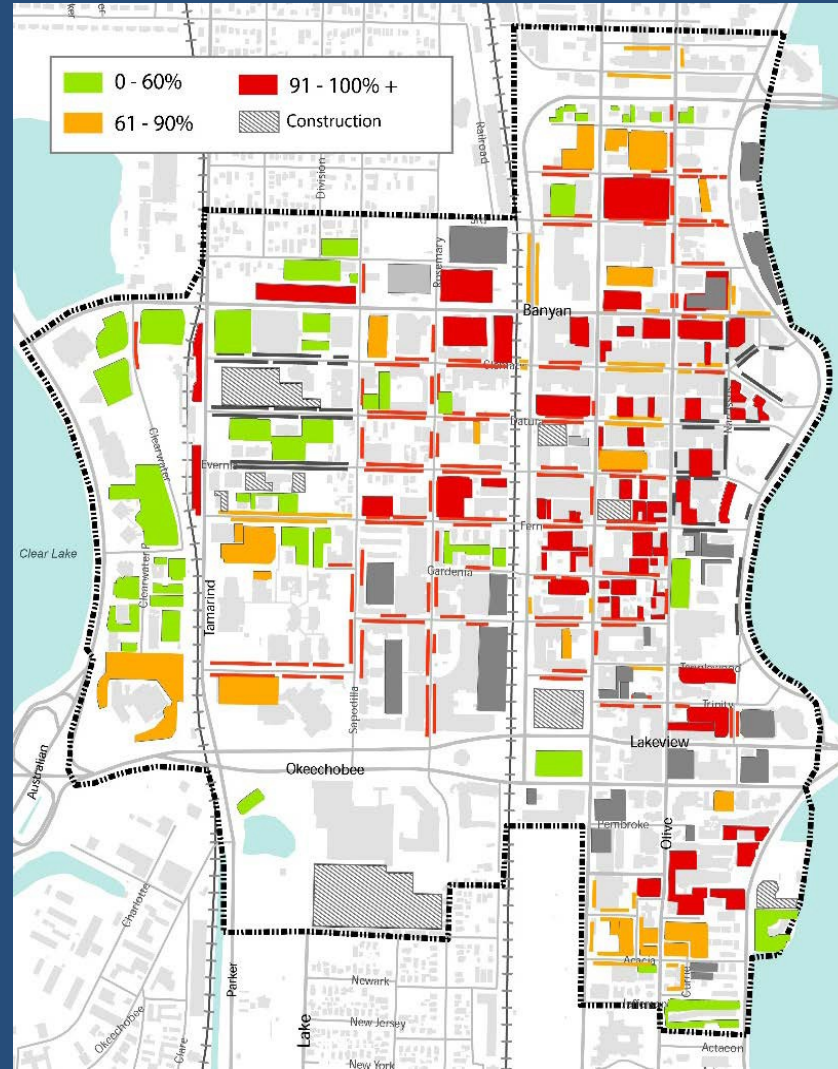 0 - 60%
91 - 100% +
61 - 90%
Construction
Railroad
Division
Rosemary
Banyan
Clematis
Datura
Clearwater
Evernia
Fern
Clear Lake
Gardenia
Clearwater P
Tamarind
Sapodilla
Trinity
Lakeview
Okeechobee
Australian
Pembroke
Olive
Charlotte
Acacia
Currie
Parker
Newark
Lake
New Jersey
Okeechobee
Clare
Actaeon
New York